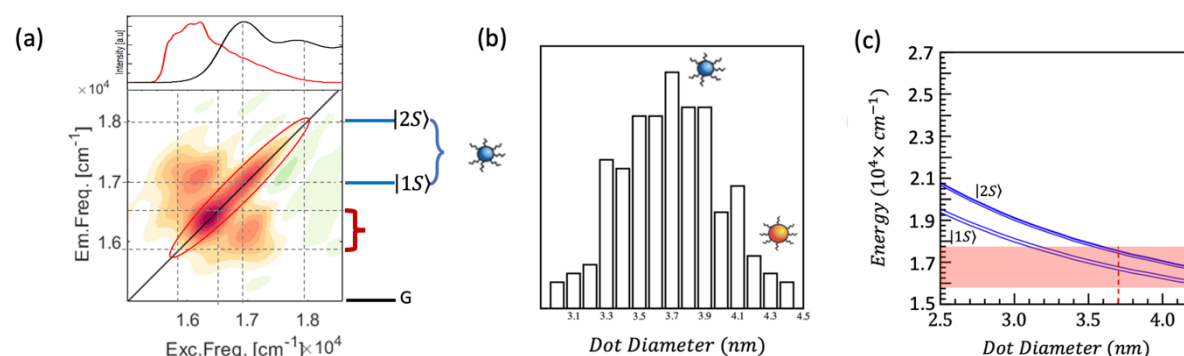 (a)
Intensity [a.u]
×10⁴
1.8
1.7
1.6
Em.Freq. [cm⁻¹]
1.6
1.7
1.8
Exc.Freq. [cm⁻¹]
×10⁴
|2S⟩
|1S⟩
G
(b)
3.1
3.3
3.5
3.7
3.9
4.1
4.3
4.5
Dot Diameter (nm)
(c)
2.7
2.7
2.3
2.1
1.9
1.7
1.5
Energy (10⁴× cm⁻¹)
|2S⟩
|1S⟩
2.5
3.0
3.5
4.0
Dot Diameter (nm)